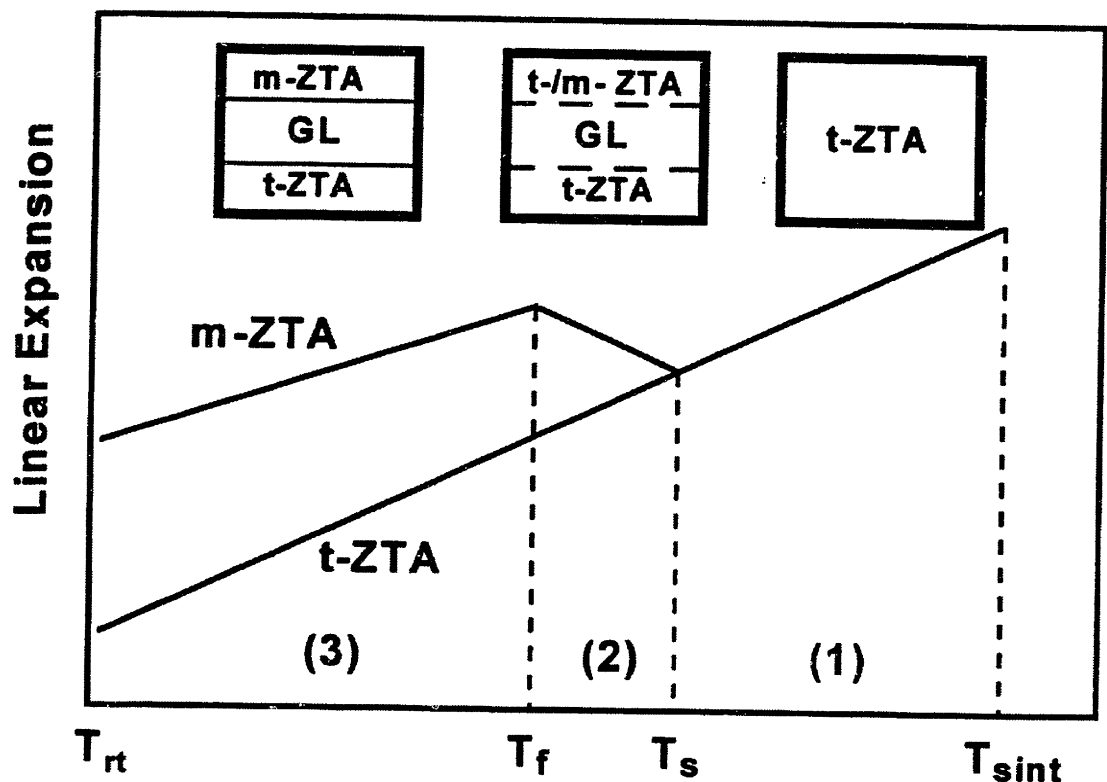 m-ZTA
GL
t-ZTA
t-/m- ZTA
GL
t-ZTA
t-ZTA
Linear Expansion
m-ZTA
t-ZTA
(3)
(2)
(1)
T_rt
T_f
T_s
T_sint